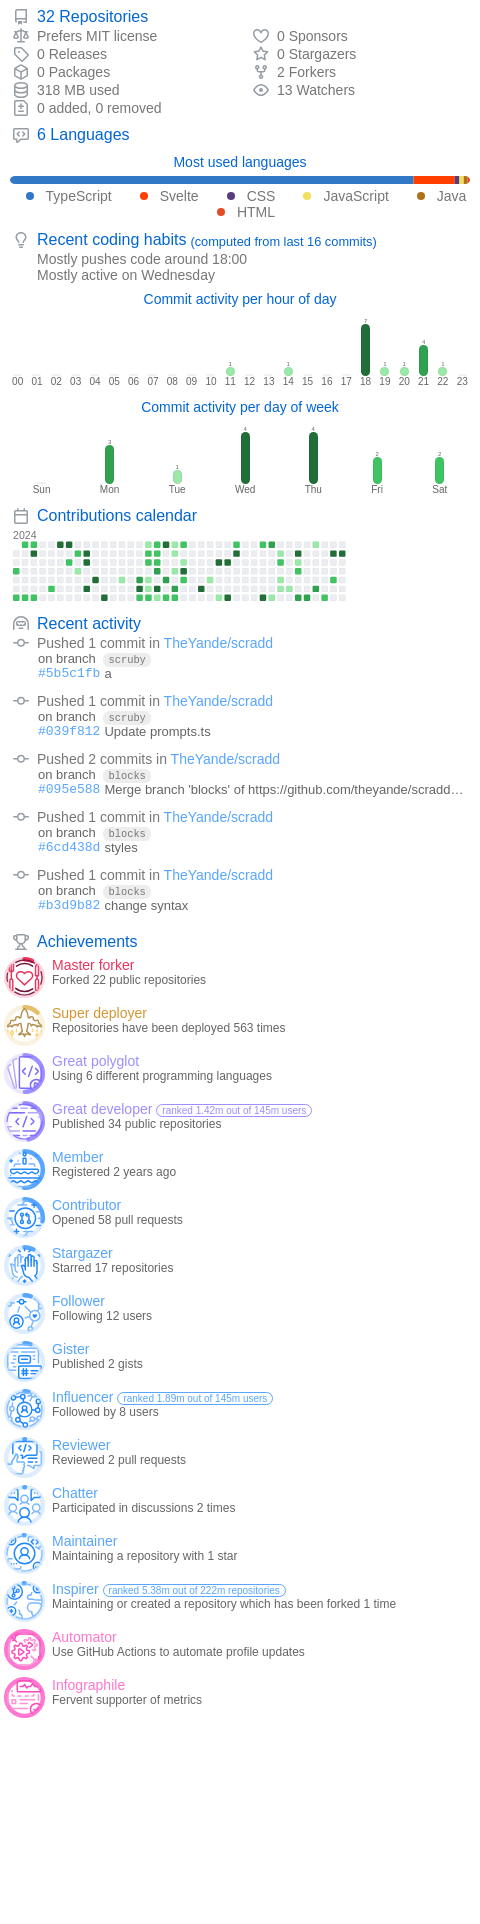 32 Repositories
Prefers MIT license
0 Sponsors
0 Releases
0 Stargazers
0 Packages
2 Forkers
318 MB used
13 Watchers
0 added, 0 removed
6 Languages
Most used languages
TypeScript Svelte CSS JavaScript Java
HTML
Recent coding habits (computed from last 16 commits)
Mostly pushes code around 18:00
Mostly active on Wednesday
Commit activity per hour of day
7
4
1 1 1 1 1
00 01 02 03 04 05 06 07 08 09 10 11 12 13 14 15 16 17 18 19 20 21 22 23
Commit activity per day of week
3 1 4 4 2 2
Sun Mon Tue Wed Thu Fri Sat
Contributions calendar
2024
Recent activity
Pushed 1 commit in TheYande/scradd
on branch scruby
#5b5c1fb a
Pushed 1 commit in TheYande/scradd
on branch scruby
#039f812 Update prompts.ts
Pushed 2 commits in TheYande/scradd
on branch blocks
#095e588 Merge branch 'blocks' of https://github.com/theyande/scradd…
Pushed 1 commit in TheYande/scradd
on branch blocks
#6cd438d styles
Pushed 1 commit in TheYande/scradd
on branch blocks
#b3d9b82 change syntax
Achievements
Master forker
Forked 22 public repositories
Super deployer
Repositories have been deployed 563 times
Great polyglot
Using 6 different programming languages
Great developer ranked 1.42m out of 145m users
Published 34 public repositories
Member
Registered 2 years ago
Contributor
Opened 58 pull requests
Stargazer
Starred 17 repositories
Follower
Following 12 users
Gister
Published 2 gists
Influencer ranked 1.89m out of 145m users
Followed by 8 users
Reviewer
Reviewed 2 pull requests
Chatter
Participated in discussions 2 times
Maintainer
Maintaining a repository with 1 star
Inspirer ranked 5.38m out of 222m repositories
Maintaining or created a repository which has been forked 1 time
Automator
Use GitHub Actions to automate profile updates
Infographile
Fervent supporter of metrics